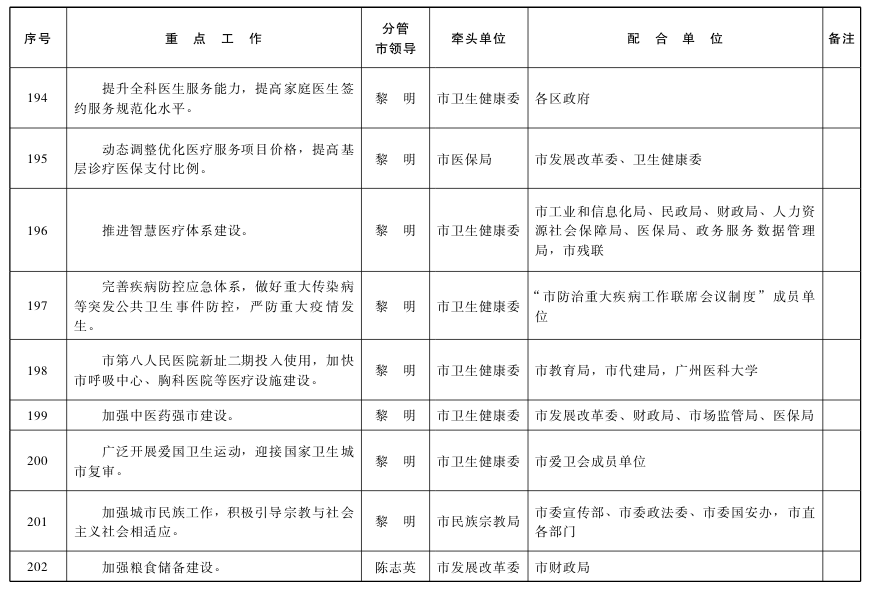 序号 重 点 工 作 分管 市领导 牵头单位 配 合 单 位 备注
194 提升全科医生服务能力，提高家庭医生签
约服务规范化水平。 黎 明 市卫生健康委 各区政府
195 动态调整优化医疗服务项目价格，提高基
层诊疗医保支付比例。 黎 明 市医保局 市发展改革委、卫生健康委
196 推进智慧医疗体系建设。 黎 明 市卫生健康委 市工业和信息化局、民政局、财政局、人力资
源社会保障局、医保局、政务服务数据管理
局，市残联
197 完善疾病防控应急体系，做好重大传染病
等突发公共卫生事件防控，严防重大疫情发
生。 黎 明 市卫生健康委 “市防治重大疾病工作联席会议制度”成员单
位
198 市第八人民医院新址二期投入使用，加快
市呼吸中心、胸科医院等医疗设施建设。 黎 明 市卫生健康委 市教育局，市代建局，广州医科大学
199 加强中医药强市建设。 黎 明 市卫生健康委 市发展改革委、财政局、市场监管局、医保局
200 广泛开展爱国卫生运动，迎接国家卫生城
市复审。 黎 明 市卫生健康委 市爱卫会成员单位
201 加强城市民族工作，积极引导宗教与社会
主义社会相适应。 黎 明 市民族宗教局 市委宣传部、市委政法委、市委国安办，市直
各部门
202 加强粮食储备建设。 陈志英 市发展改革委 市财政局